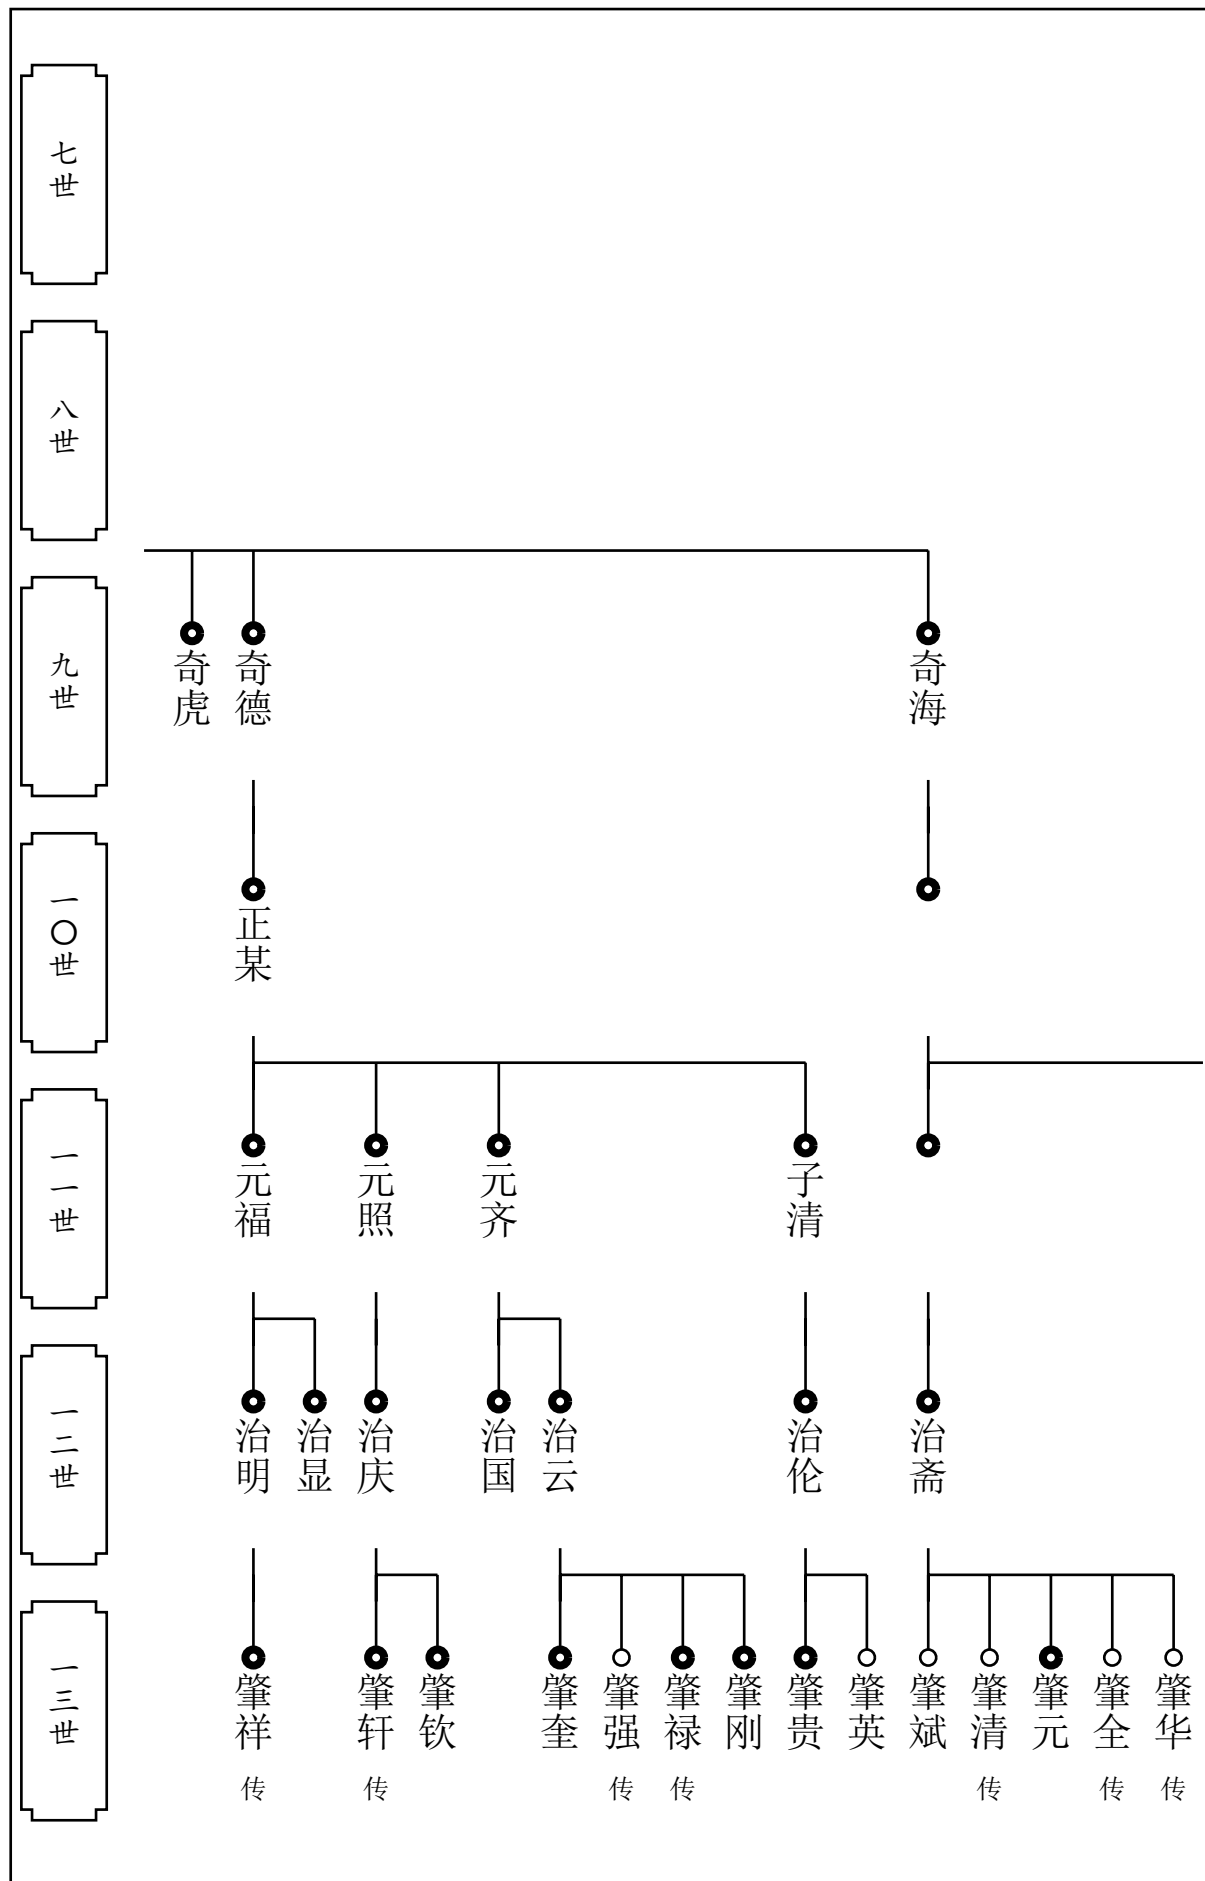 七世
八世
九世
奇虎
奇德
奇海
一〇世
正某
一一世
元福
元照
元齐
子清
一二世
治明
治显
治庆
治国
治云
治伦
治斋
一三世
肇祥
肇轩
肇钦
肇奎
肇强
肇禄
肇刚
肇贵
肇英
肇斌
肇清
肇元
肇全
肇华
传
传
传
传
传
传
传